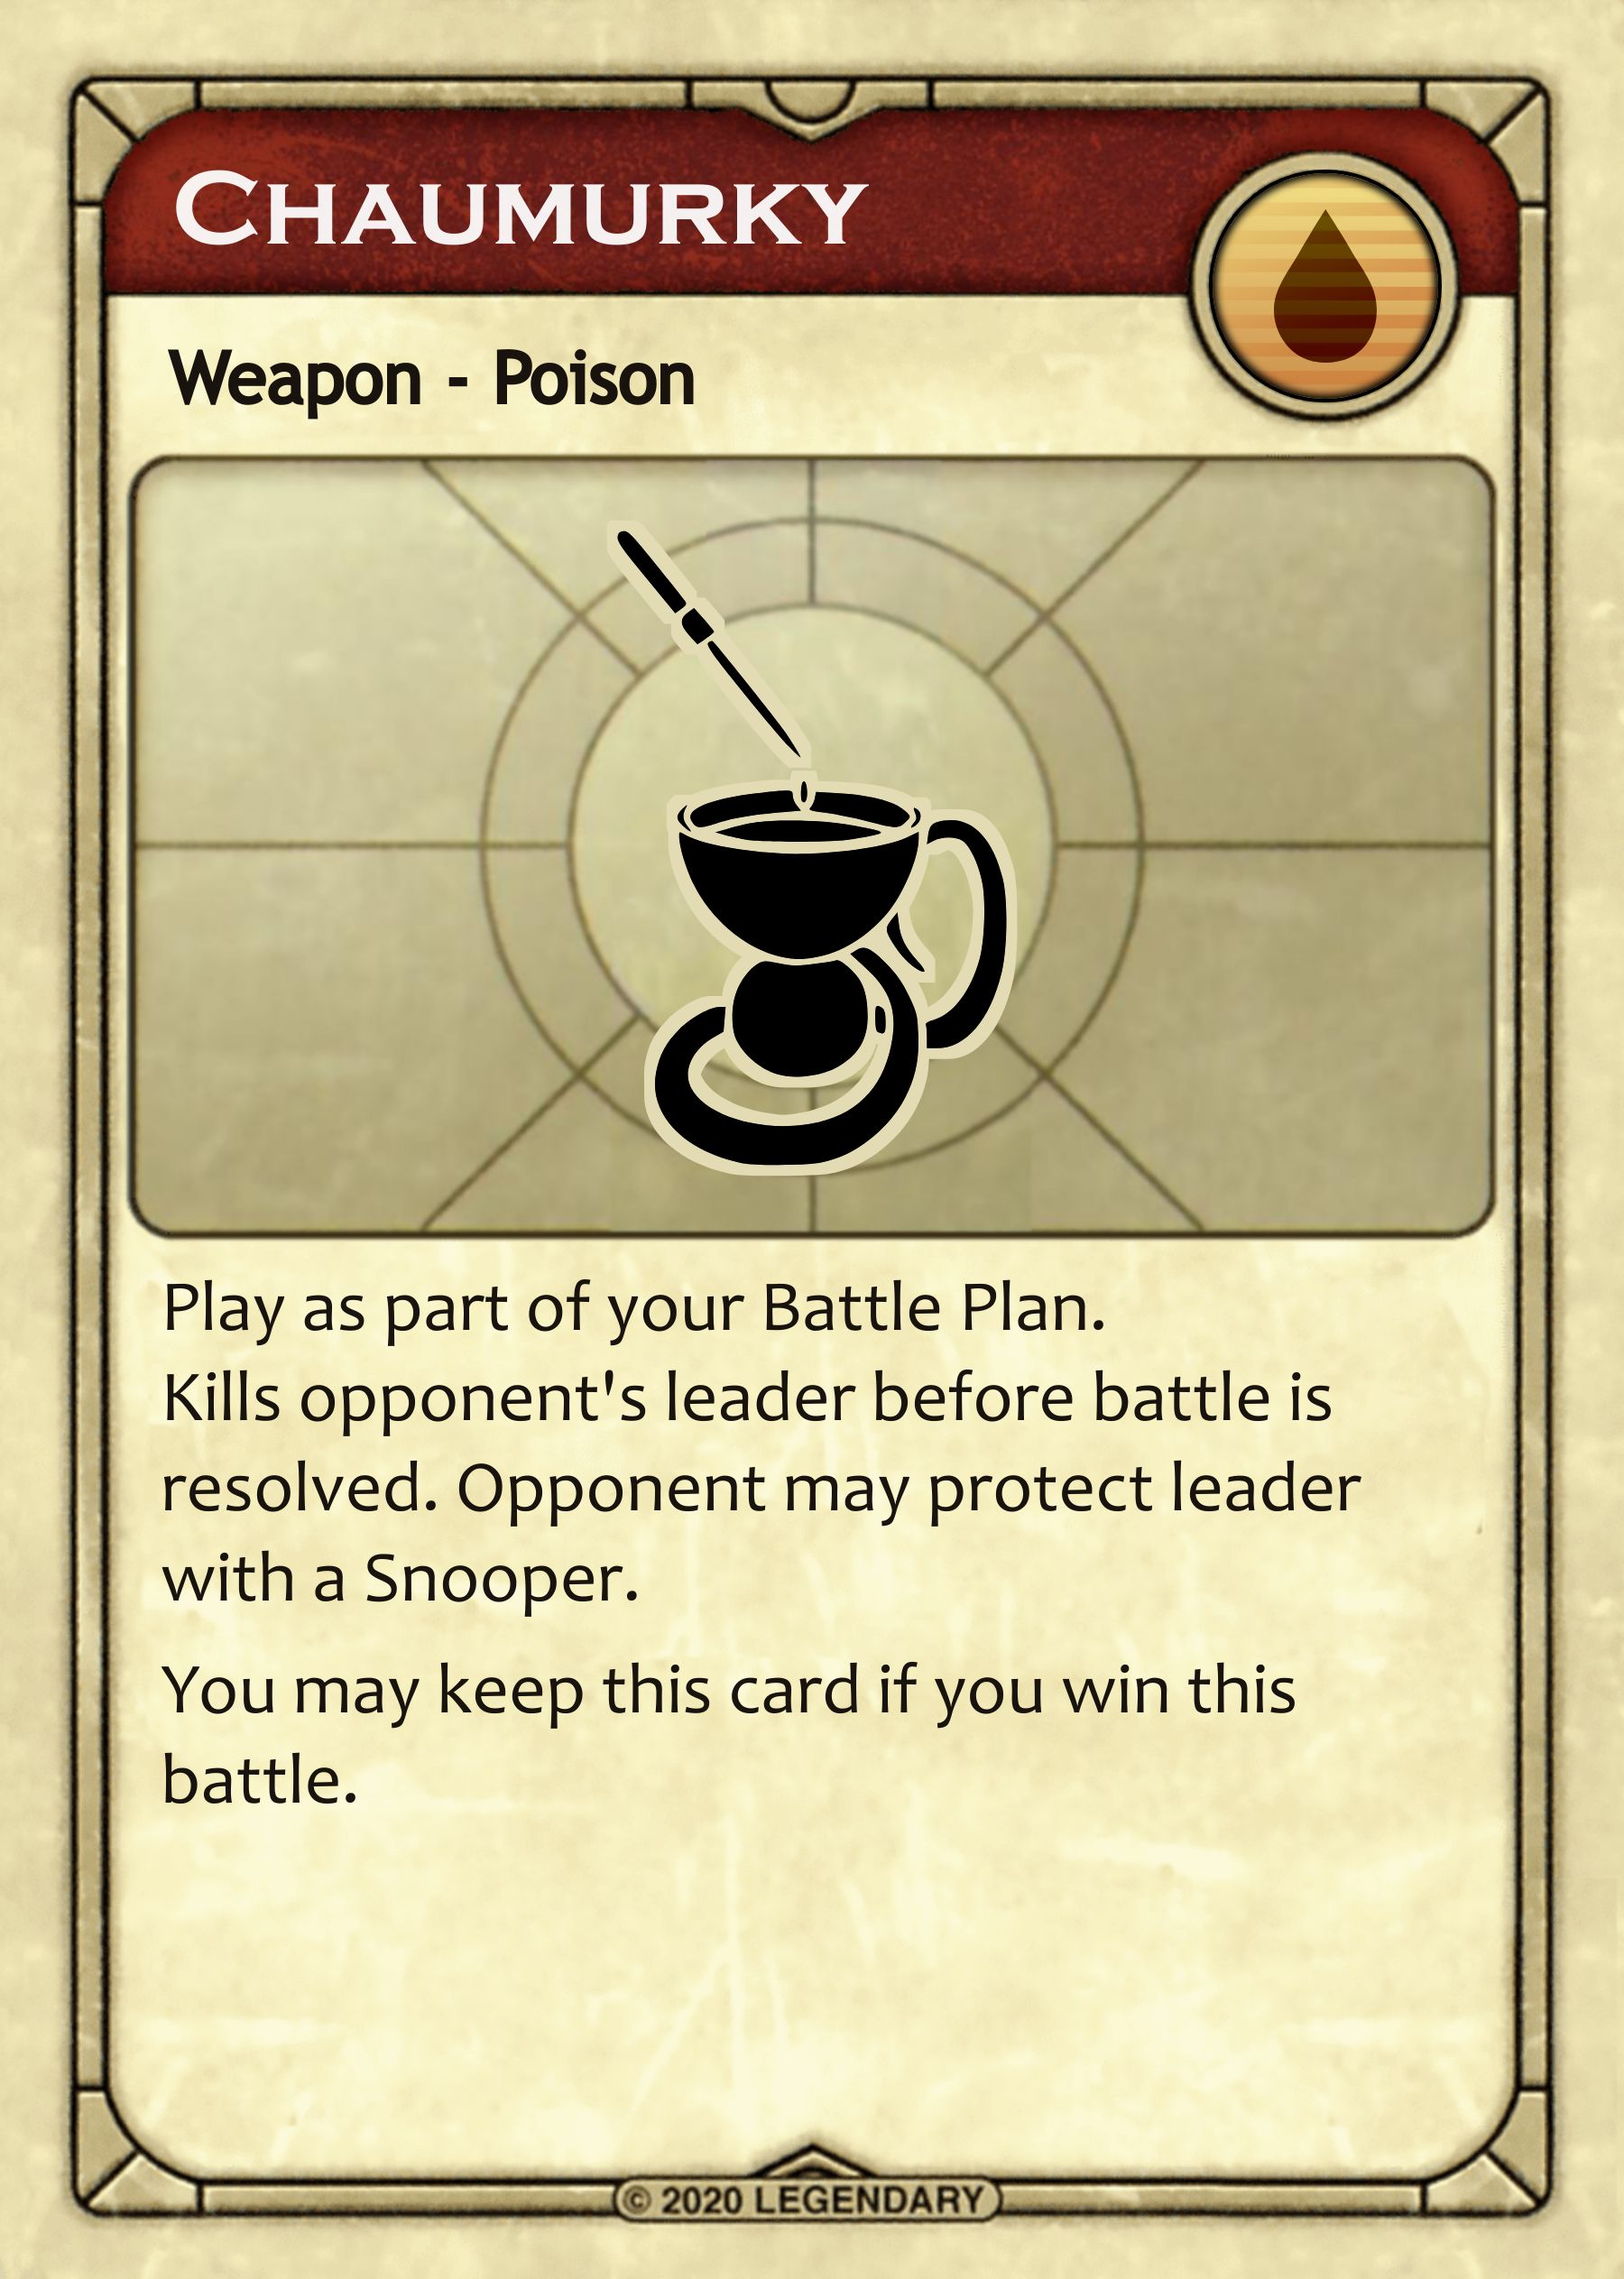 CHAUMURKY
Weapon - Poison
Play as part of your Battle Plan.
Kills opponent's leader before battle is
resolved. Opponent may protect leader
with a Snooper.
You may keep this card if you win this
battle.
© 2020 LEGENDARY